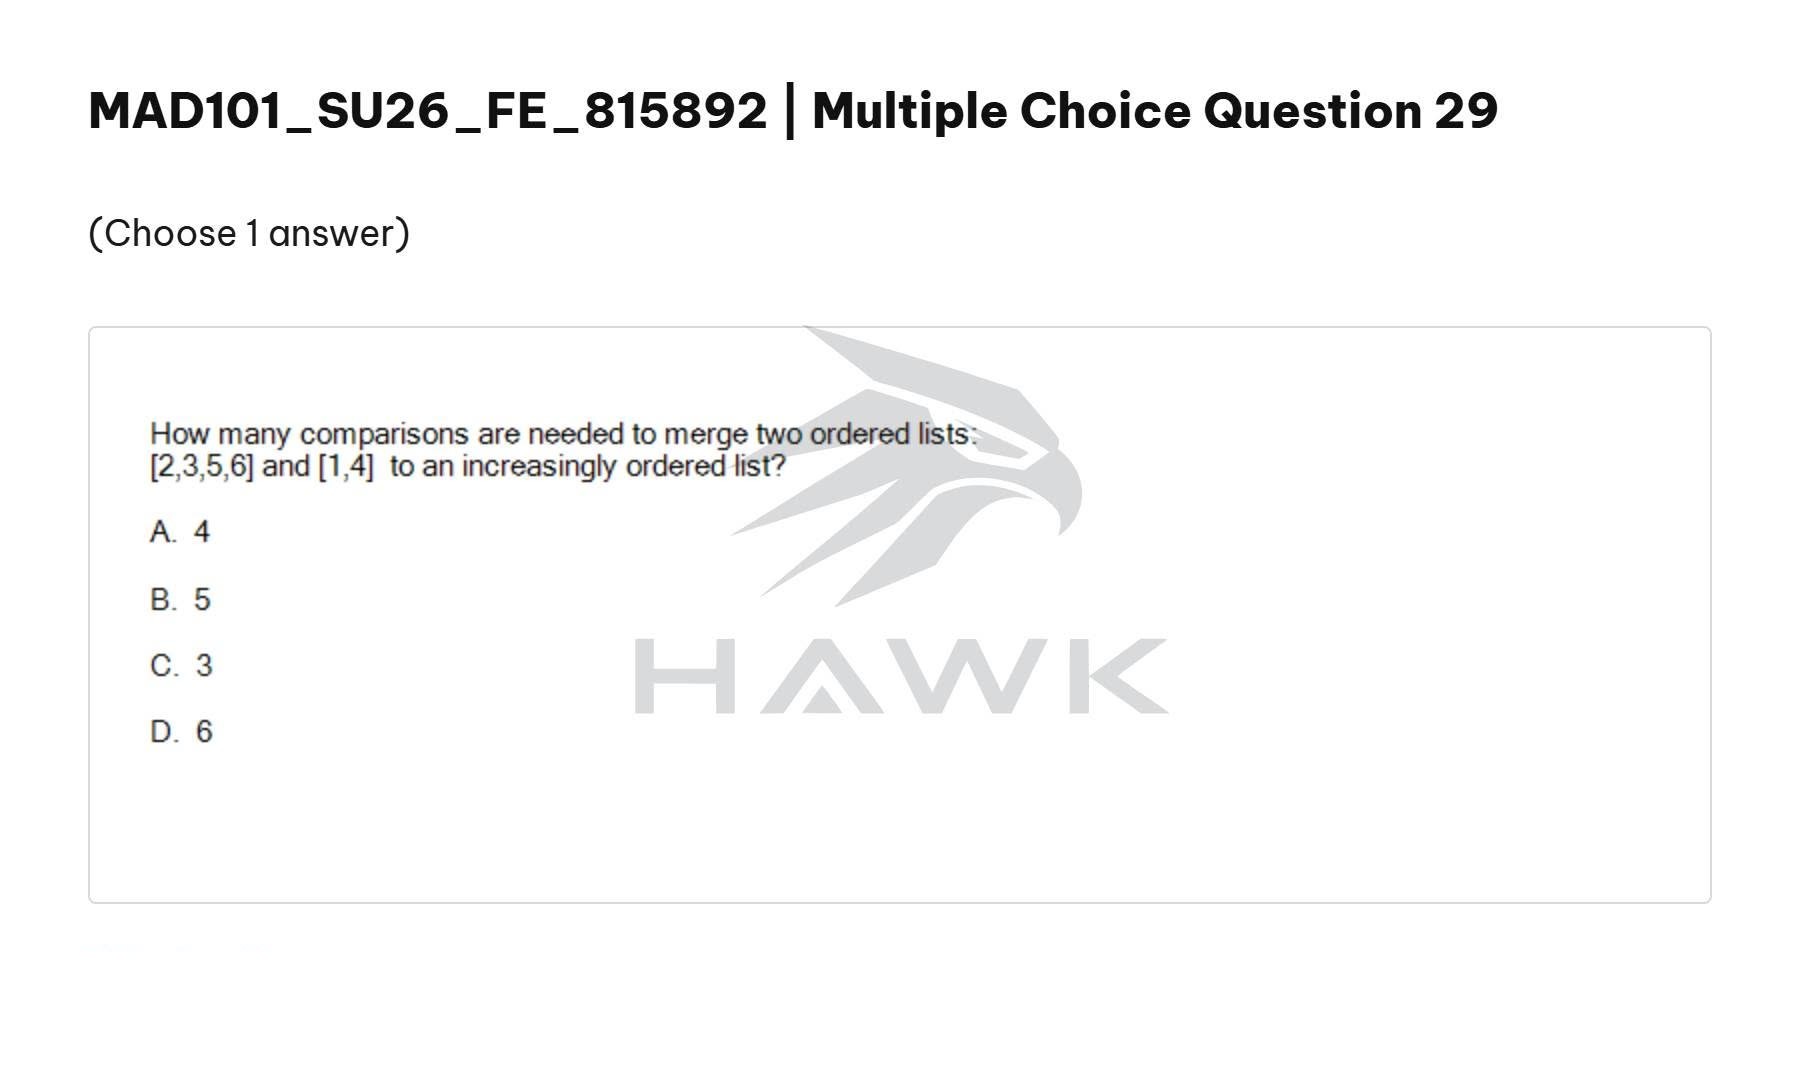 MAD101_SU26_FE_815892 | Multiple Choice Question 29
(Choose 1 answer)
How many comparisons are needed to merge two ordered lists:
[2,3,5,6] and [1,4]  to an increasingly ordered list?
A.  4
B.  5
C.  3
D.  6
HAWK